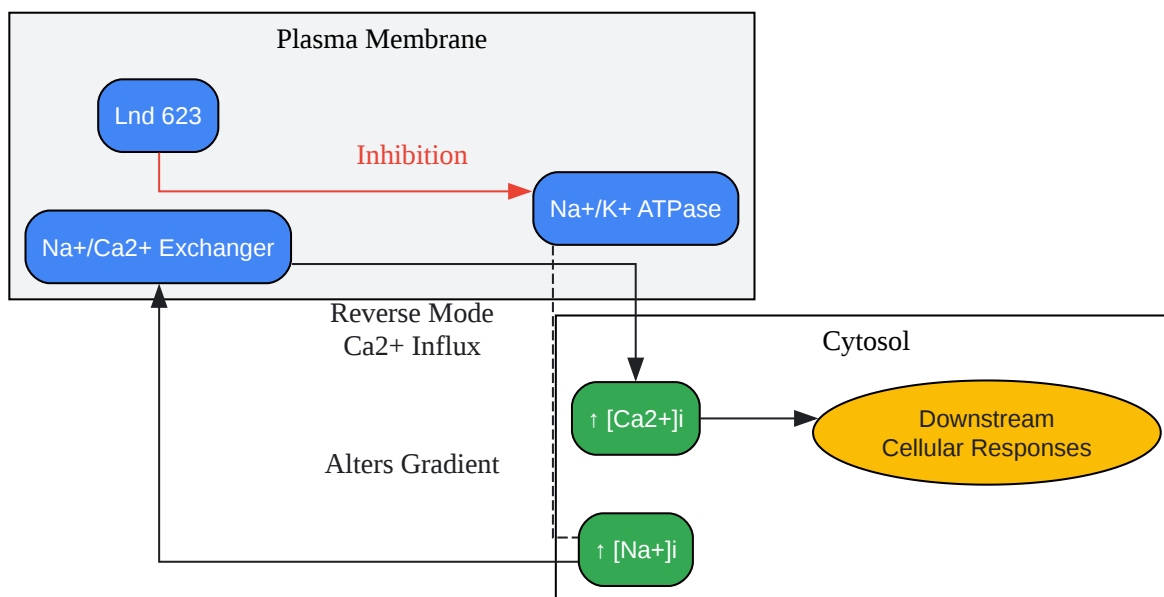 Plasma Membrane
Lnd 623
Inhibition
Na+/K+ ATPase
Na+/Ca2+ Exchanger
Reverse Mode
Ca2+ Influx
Cytosol
↑ [Ca2+]i
Downstream
Cellular Responses
Alters Gradient
↑ [Na+]i